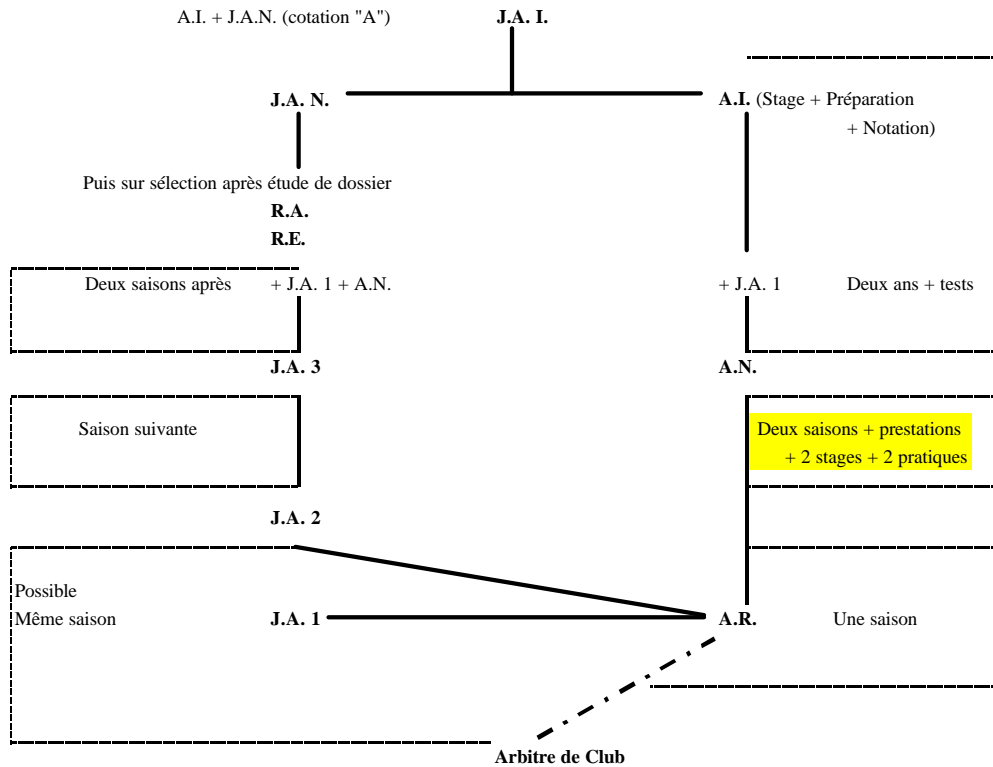 A.I. + J.A.N. (cotation "A") J.A. I.
J.A. N. A.I. (Stage + Préparation
+ Notation)
Puis sur sélection après étude de dossier
R.A.
R.E.
Deux saisons après + J.A. 1 + A.N. + J.A. 1 Deux ans + tests
J.A. 3 A.N.
Saison suivante Deux saisons + prestations
+ 2 stages + 2 pratiques
J.A. 2
Possible
Même saison J.A. 1 A.R. Une saison
Arbitre de Club